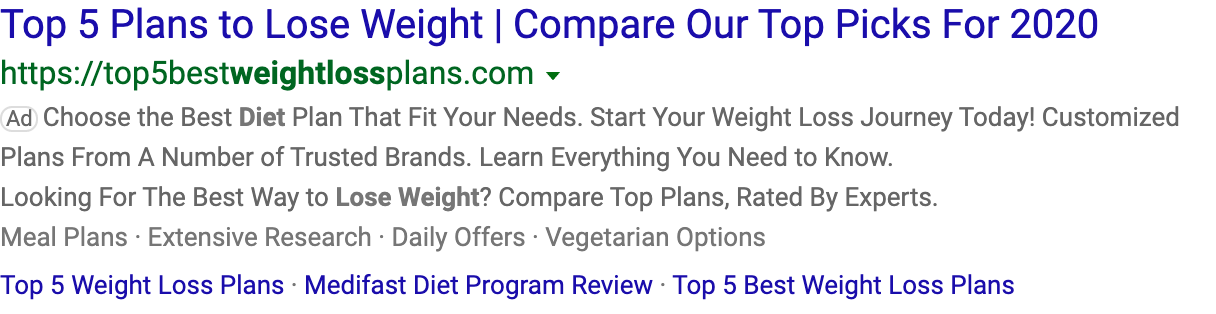 Top 5 Plans to Lose Weight | Compare Our Top Picks For 2020
https://top5bestweightlossplans.com
Ad Choose the Best Diet Plan That Fit Your Needs. Start Your Weight Loss Journey Today! Customized
Plans From A Number of Trusted Brands. Learn Everything You Need to Know.
Looking For The Best Way to Lose Weight? Compare Top Plans, Rated By Experts.
Meal Plans · Extensive Research · Daily Offers · Vegetarian Options
Top 5 Weight Loss Plans · Medifast Diet Program Review · Top 5 Best Weight Loss Plans